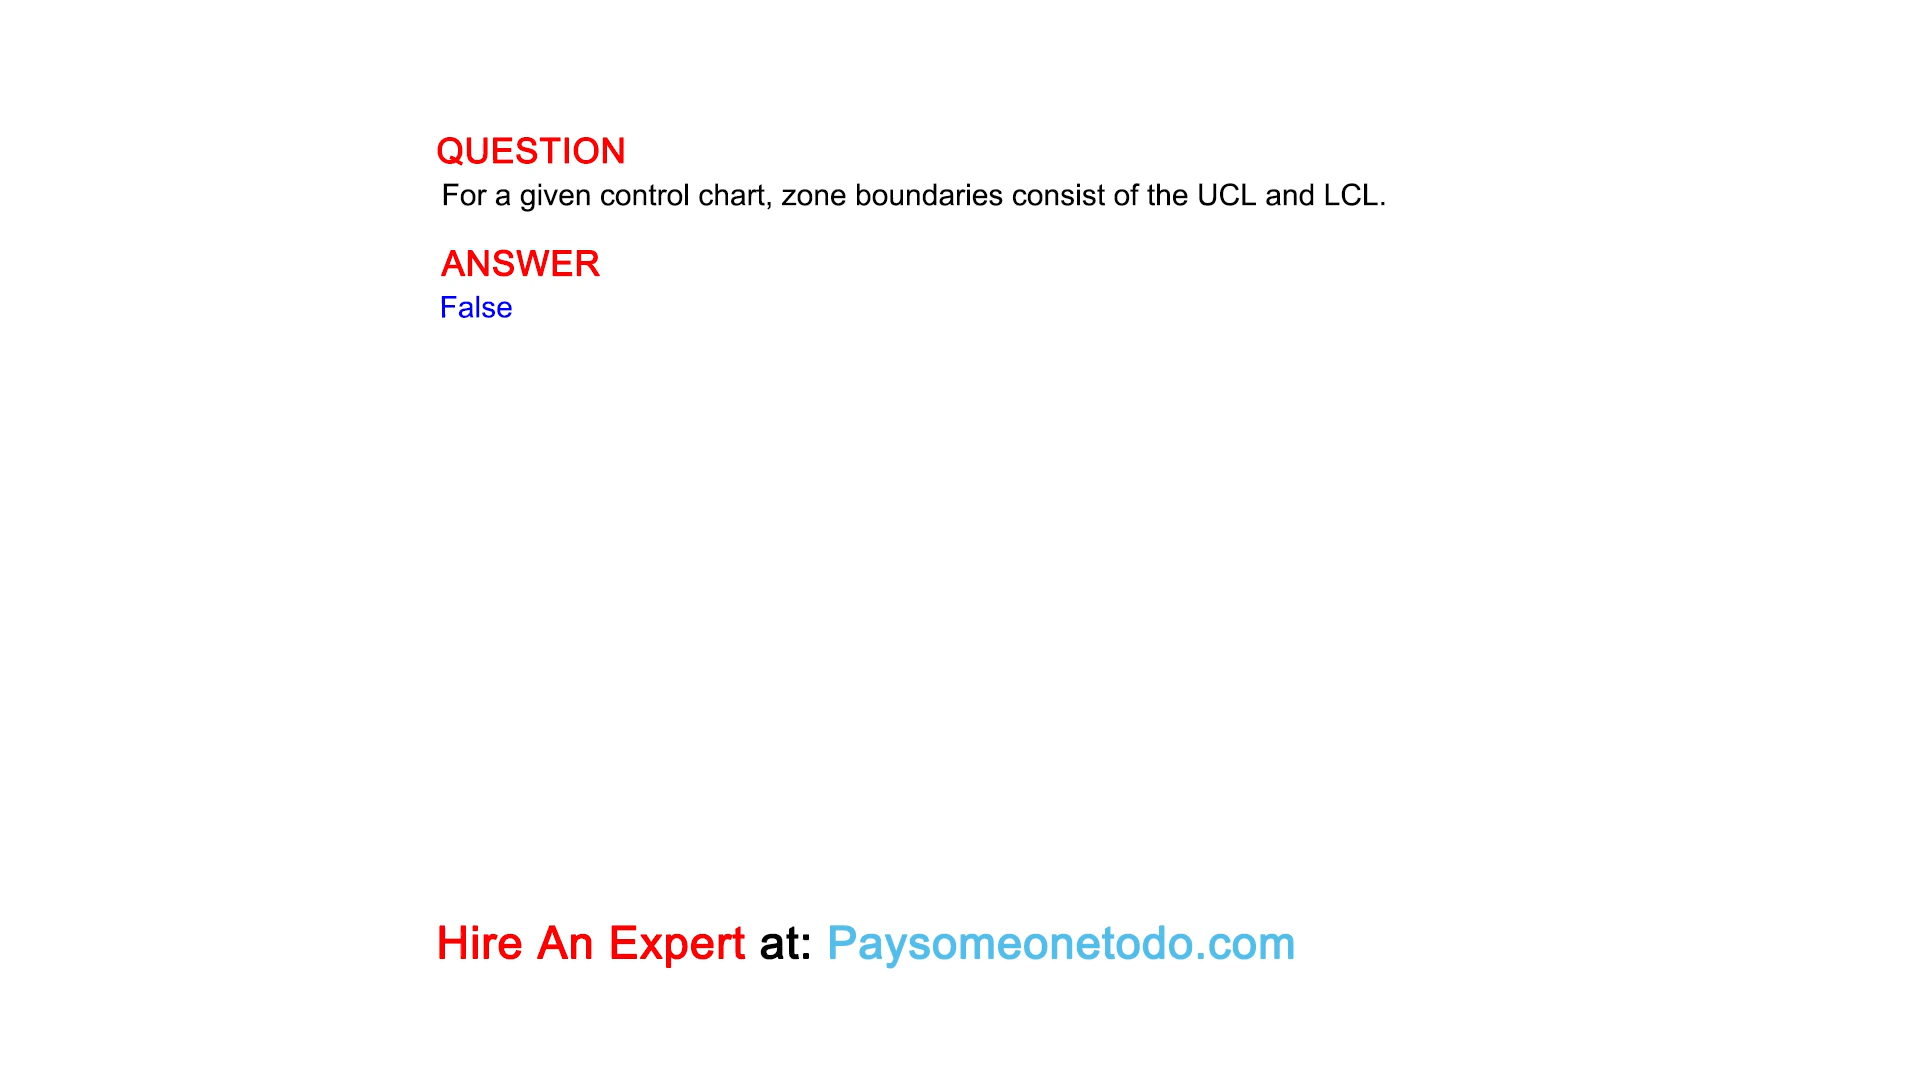 QUESTION
For a given control chart, zone boundaries consist of the UCL and LCL.
ANSWER
False
Hire An Expert at: Paysomeonetodo.com